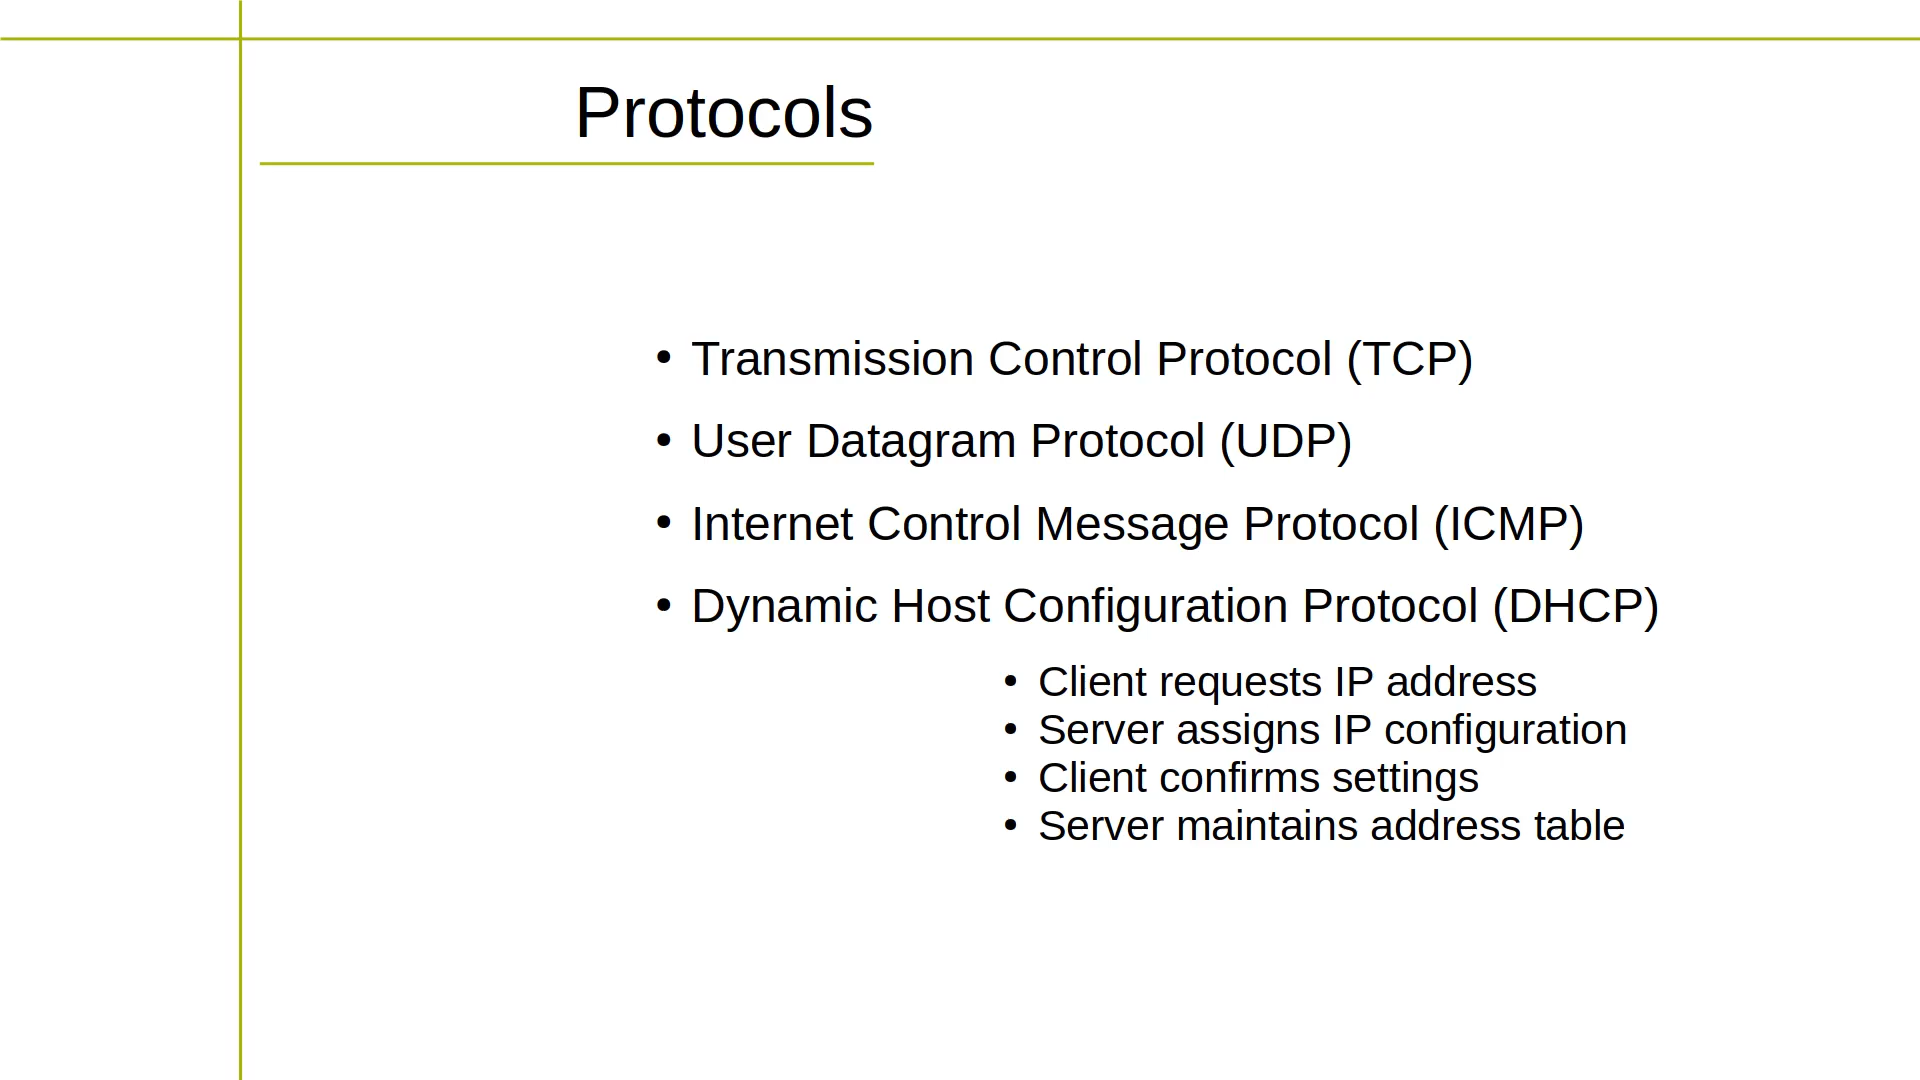 Protocols
• Transmission Control Protocol (TCP)
• User Datagram Protocol (UDP)
• Internet Control Message Protocol (ICMP)
• Dynamic Host Configuration Protocol (DHCP)
• Client requests IP address
• Server assigns IP configuration
• Client confirms settings
• Server maintains address table